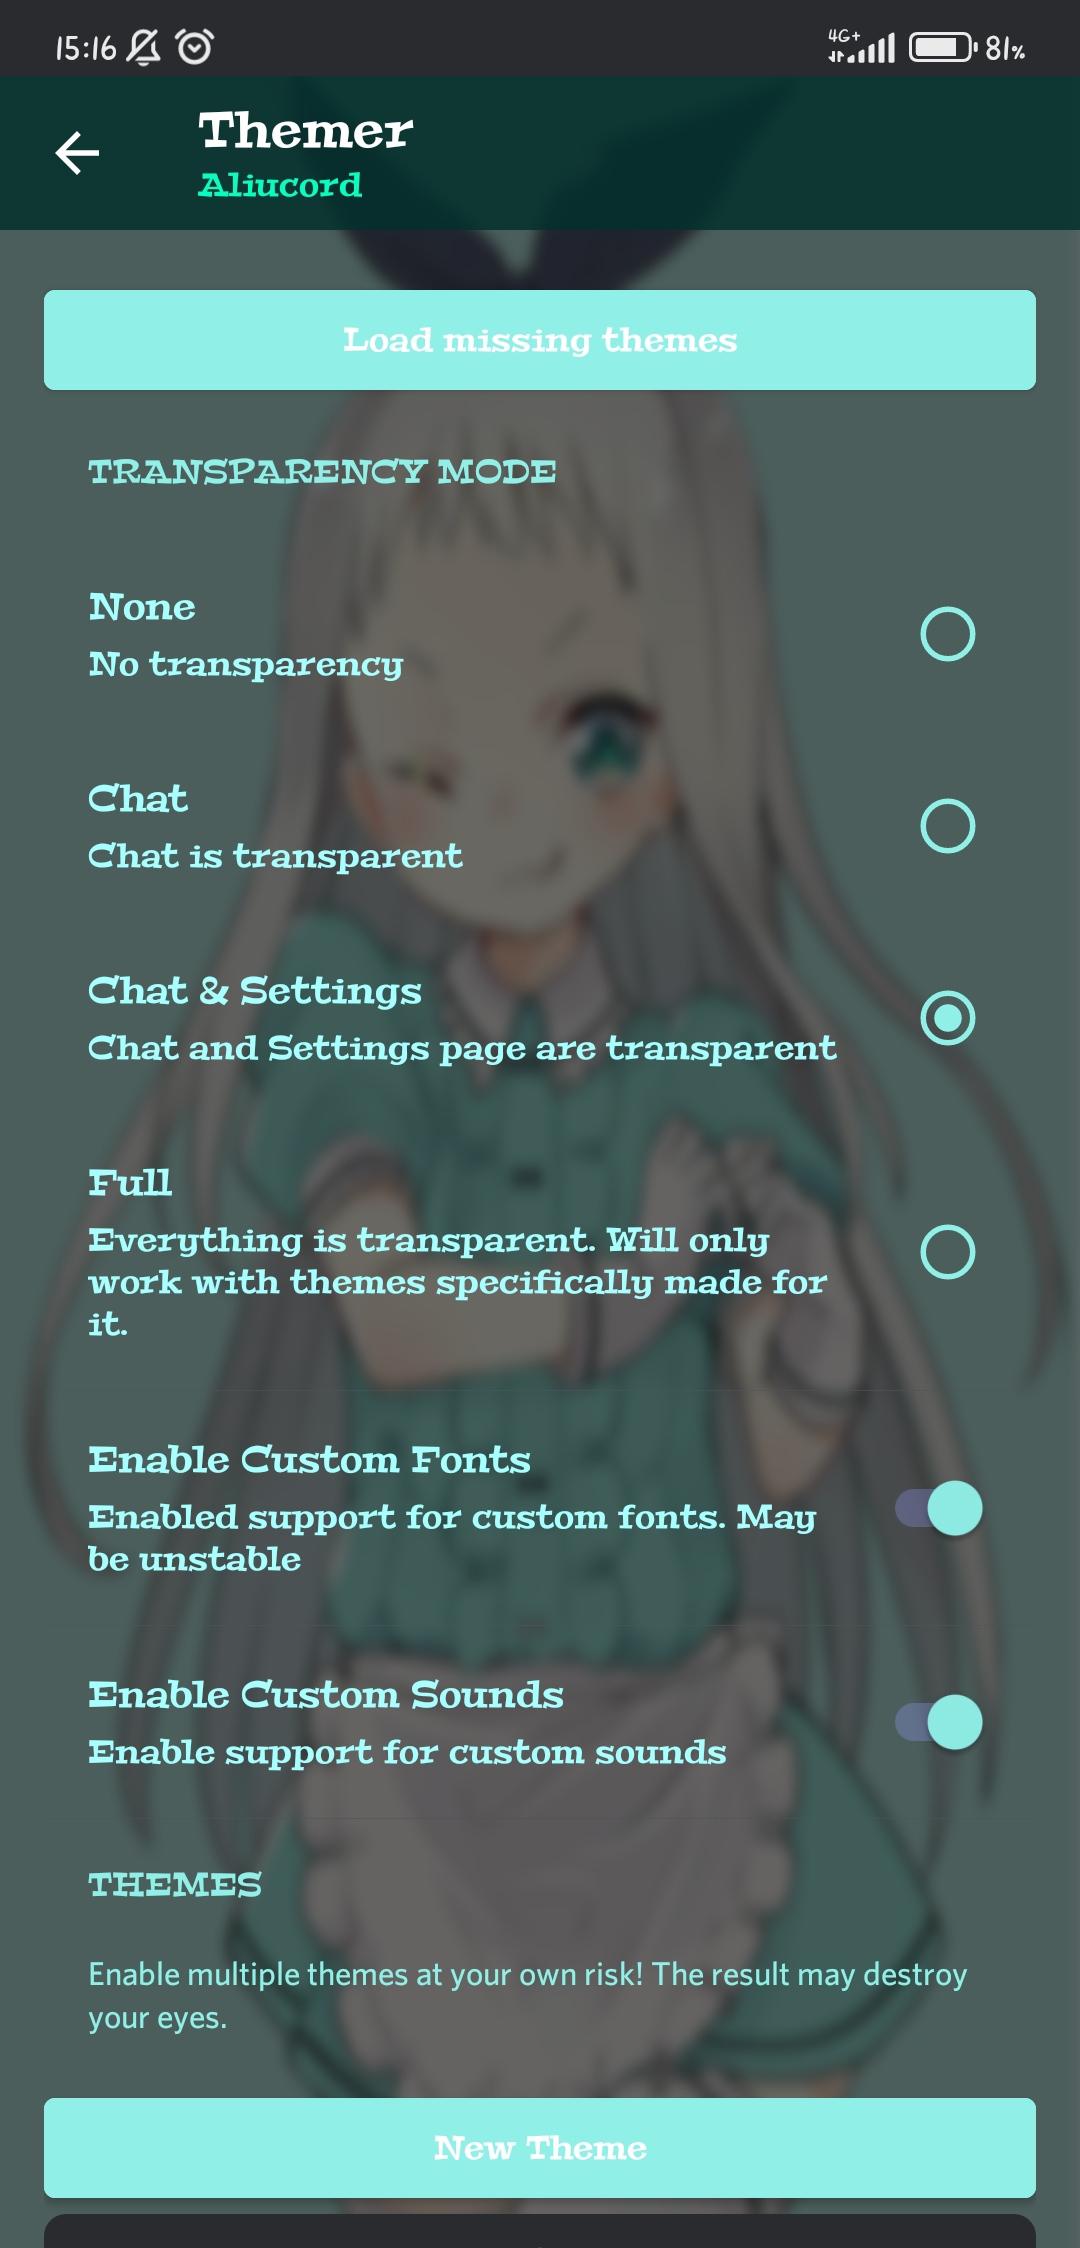 15:16 4G+ 81%
Themer
Aliucord
Load missing themes
TRANSPARENCY MODE
None
No transparency
Chat
Chat is transparent
Chat & Settings
Chat and Settings page are transparent
Full
Everything is transparent. Will only
work with themes specifically made for
it.
Enable Custom Fonts
Enabled support for custom fonts. May
be unstable
Enable Custom Sounds
Enable support for custom sounds
THEMES
Enable multiple themes at your own risk! The result may destroy
your eyes.
New Theme